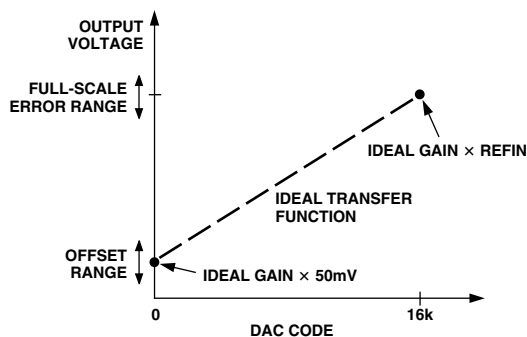 OUTPUT
VOLTAGE
FULL-SCALE
ERROR RANGE
IDEAL GAIN × REFIN
IDEAL TRANSFER
FUNCTION
OFFSET
RANGE
IDEAL GAIN × 50mV
0
16k
DAC CODE